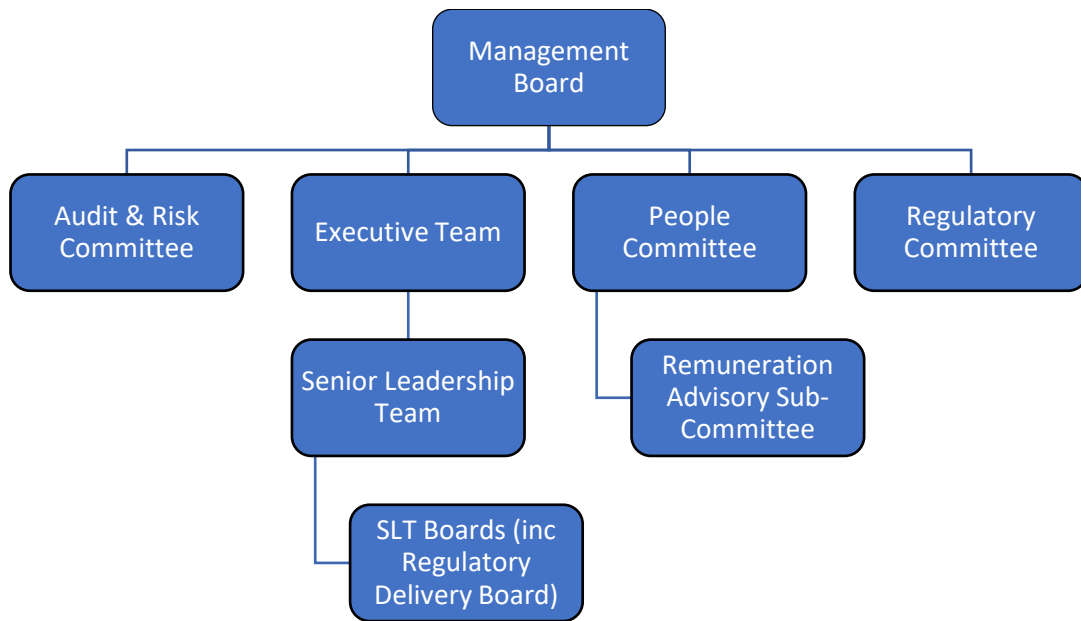 Management
Board
Audit & Risk
Committee
Executive Team
People
Committee
Regulatory
Committee
Senior Leadership
Team
Remuneration
Advisory Sub-
Committee
SLT Boards (inc
Regulatory
Delivery Board)